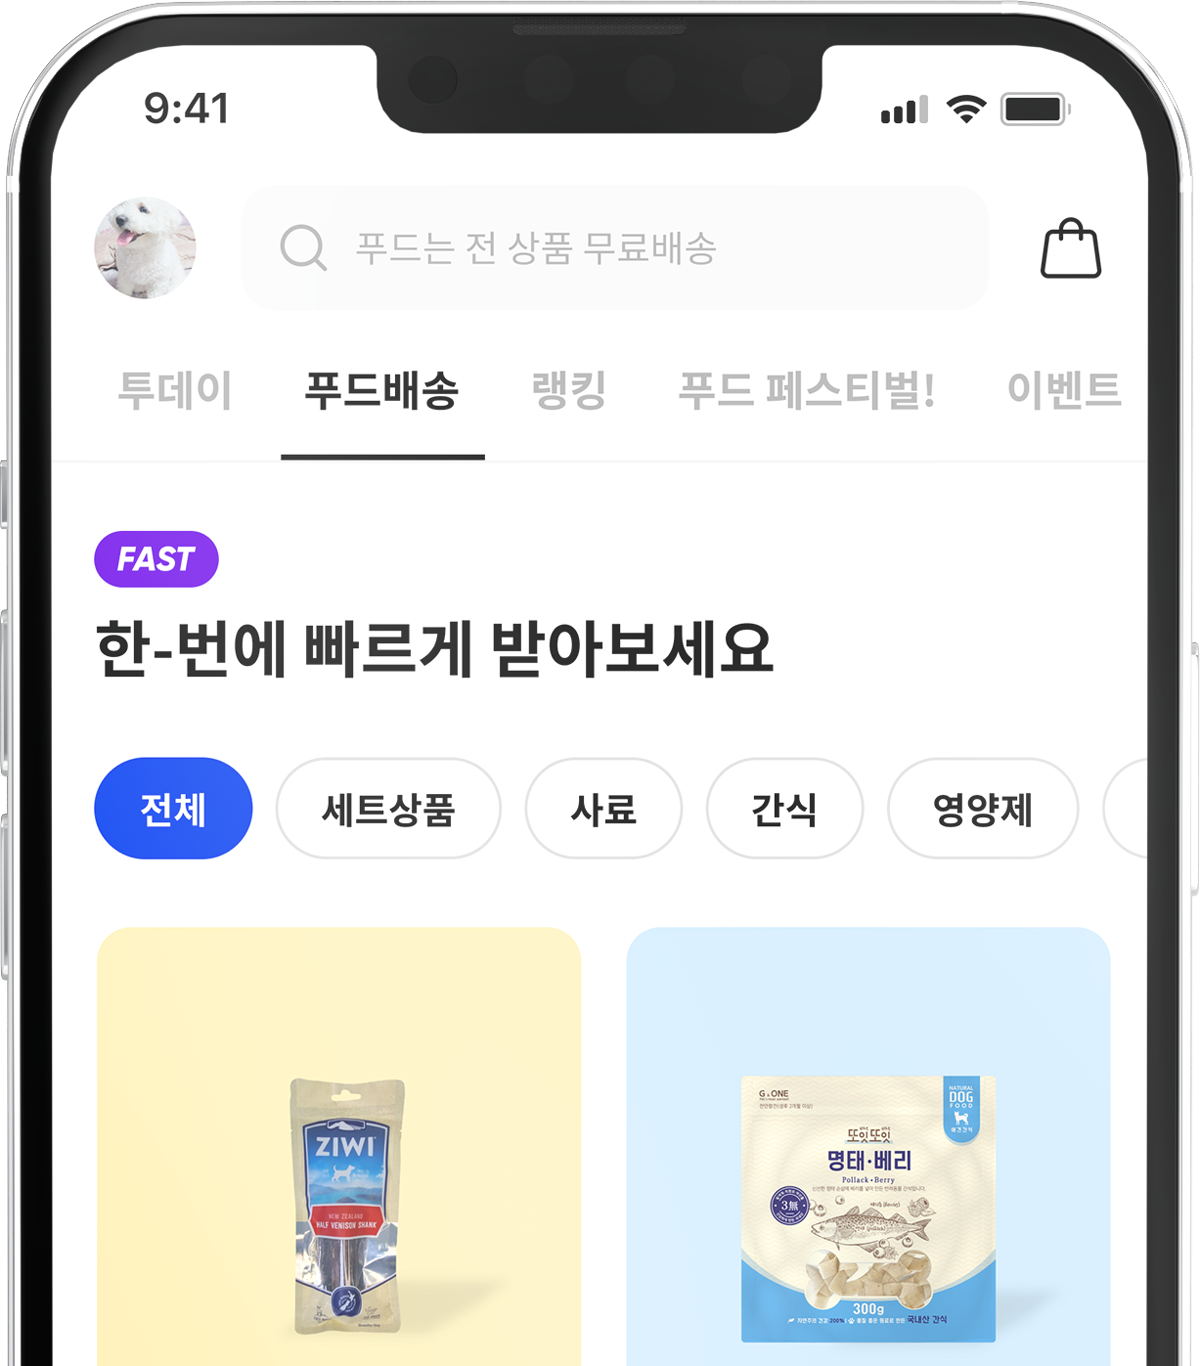 9:41
푸드는 전 상품 무료배송
투데이 푸드배송 랭킹 푸드 페스티벌! 이벤트
FAST
한-번에 빠르게 받아보세요
전체 세트상품 사료 간식 영양제
ZIWI
NEW ZEALAND
HALF VENISON SHANK
G ONE
NATURAL
DOG
FOOD
애견간식
또잇또잇
명태·베리
Pollack • Berry
3無
300g
국내산 간식